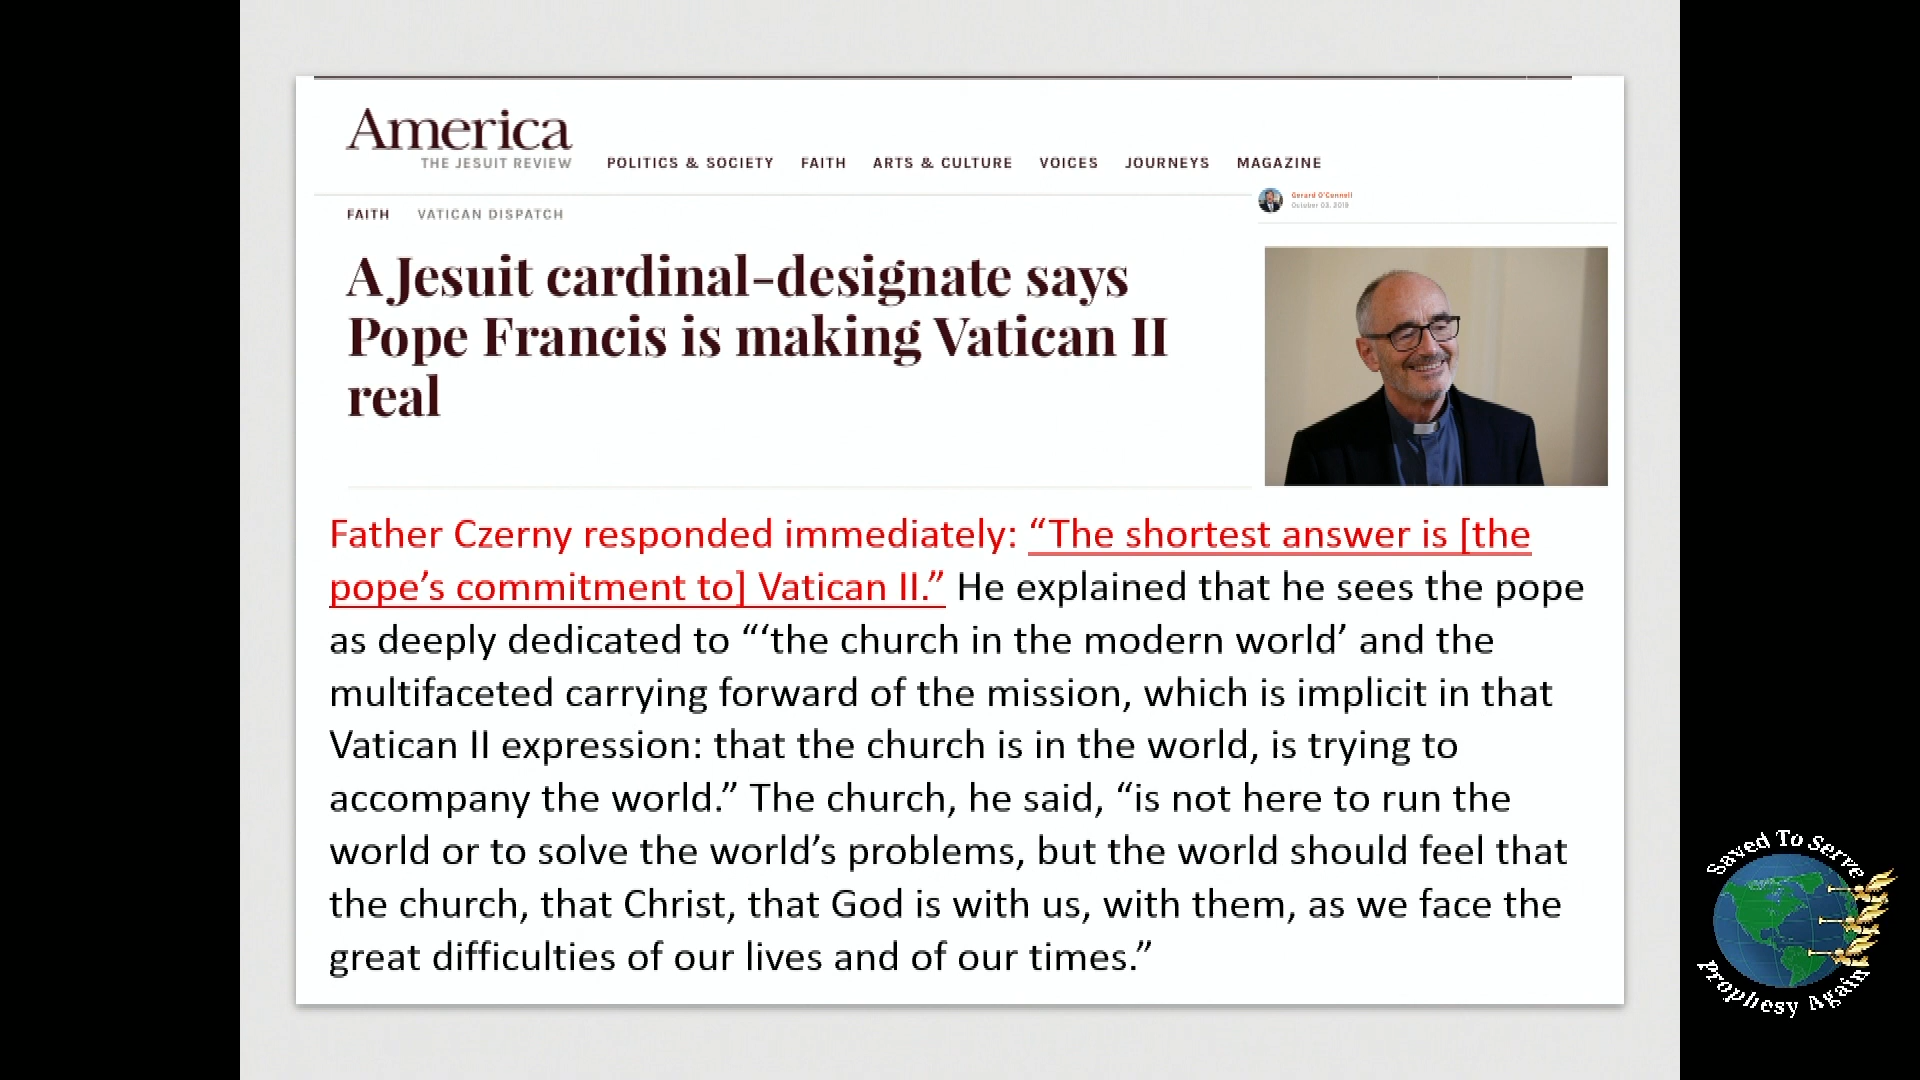 America
THE JESUIT REVIEW
POLITICS & SOCIETY FAITH ARTS & CULTURE VOICES JOURNEYS MAGAZINE
Gerard O'Connell
October 03, 2019
FAITH VATICAN DISPATCH
A Jesuit cardinal-designate says
Pope Francis is making Vatican II
real
Father Czerny responded immediately: “The shortest answer is [the
pope’s commitment to] Vatican II.” He explained that he sees the pope
as deeply dedicated to “‘the church in the modern world’ and the
multifaceted carrying forward of the mission, which is implicit in that
Vatican II expression: that the church is in the world, is trying to
accompany the world.” The church, he said, “is not here to run the
world or to solve the world’s problems, but the world should feel that
the church, that Christ, that God is with us, with them, as we face the
great difficulties of our lives and of our times.”
Saved To Serve
Prophesy Again